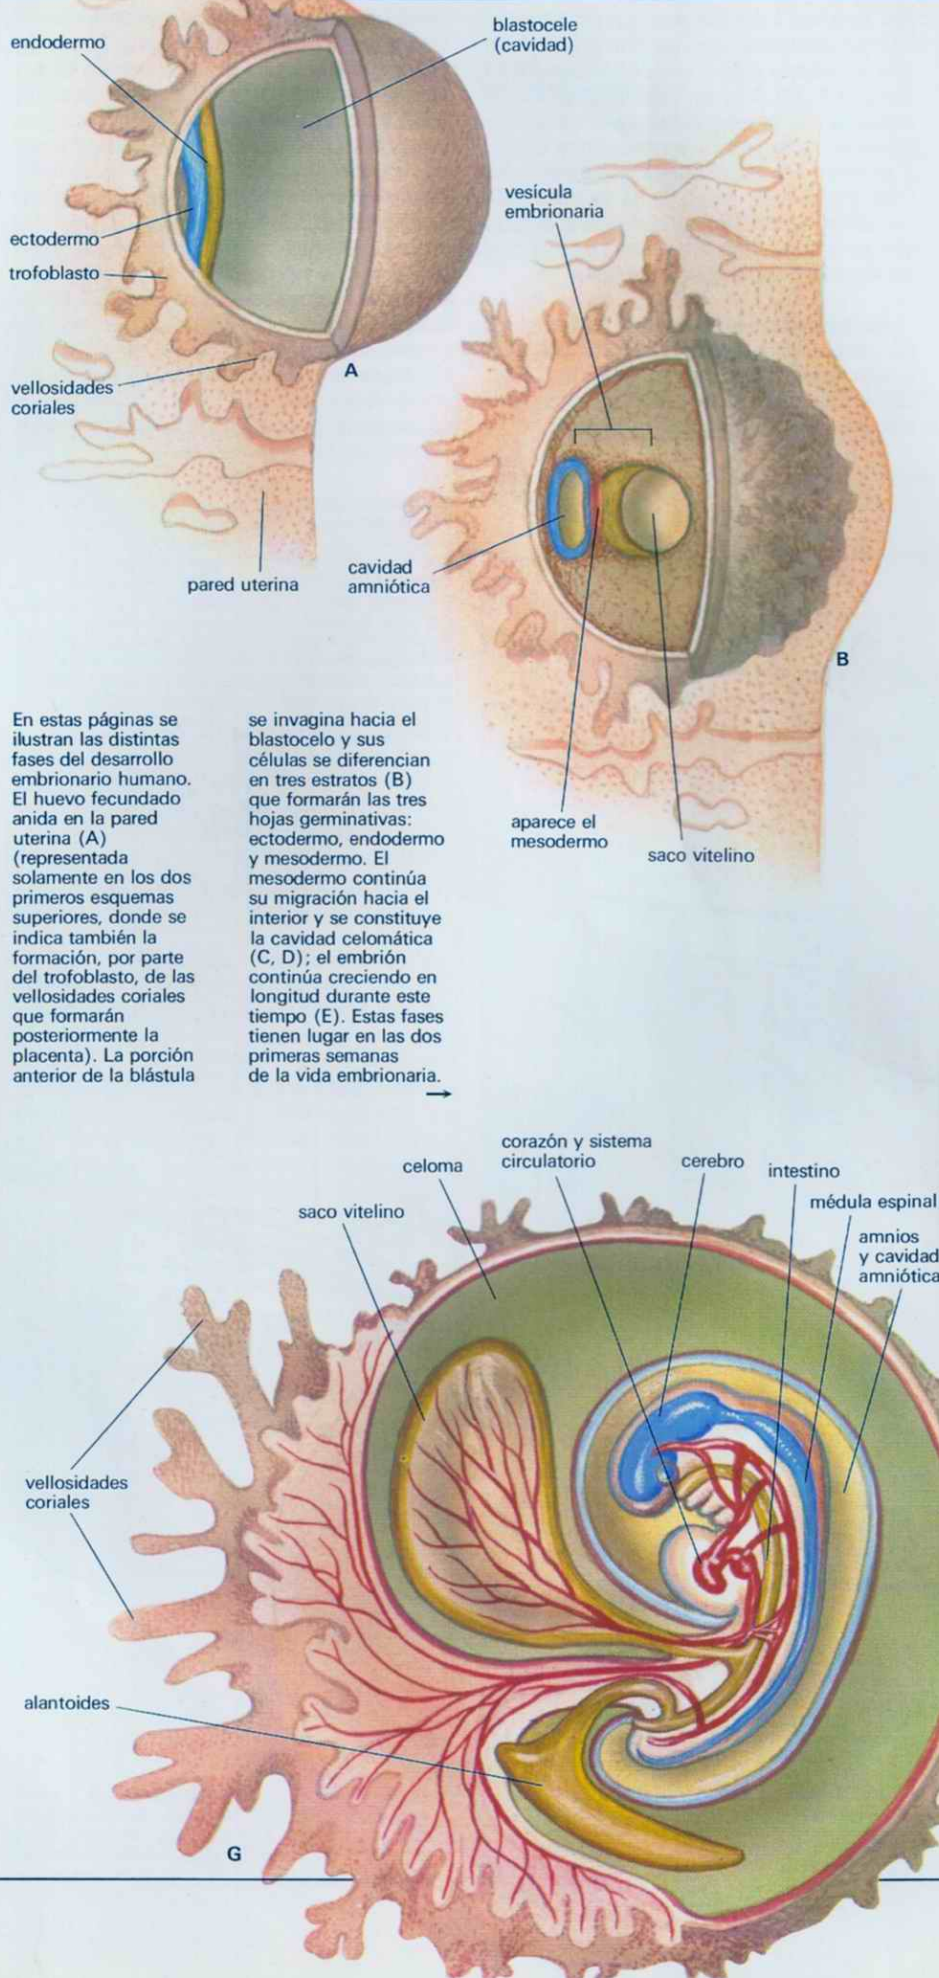 endodermo
blastocele
(cavidad)
ectodermo
trofoblasto
vellosidades
coriales
A
pared uterina
vesícula
embrionaria
cavidad
amniótica
B
aparece el
mesodermo
saco vitelino
En estas páginas se
ilustran las distintas
fases del desarrollo
embrionario humano.
El huevo fecundado
anida en la pared
uterina (A)
(representada
solamente en los dos
primeros esquemas
superiores, donde se
indica también la
formación, por parte
del trofoblasto, de las
vellosidades coriales
que formarán
posteriormente la
placenta). La porción
anterior de la blástula
se invagina hacia el
blastocelo y sus
células se diferencian
en tres estratos (B)
que formarán las tres
hojas germinativas:
ectodermo, endodermo
y mesodermo. El
mesodermo continúa
su migración hacia el
interior y se constituye
la cavidad celomática
(C, D); el embrión
continúa creciendo en
longitud durante este
tiempo (E). Estas fases
tienen lugar en las dos
primeras semanas
de la vida embrionaria.
→
corazón y sistema
circulatorio
celoma
cerebro
intestino
saco vitelino
médula espinal
amnios
y cavidad
amniótica
vellosidades
coriales
alantoides
G